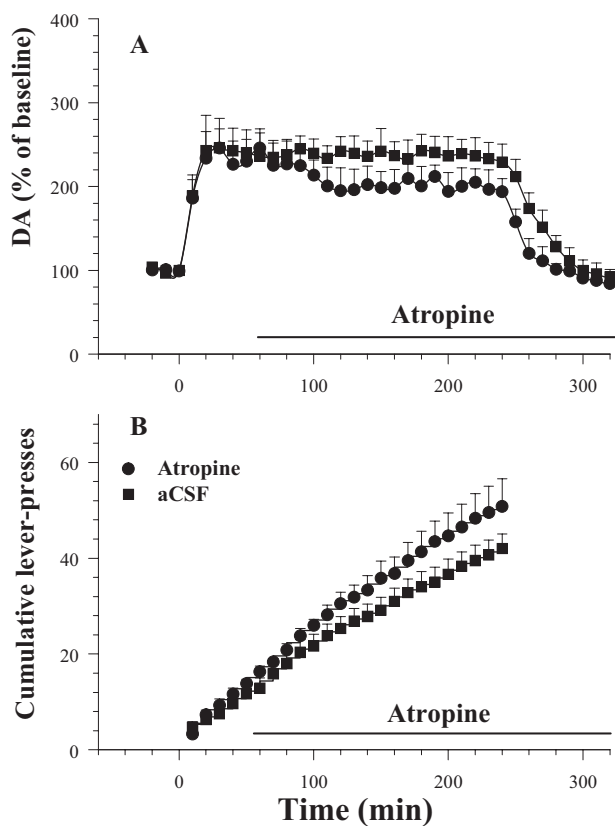 400
A
300
DA (% of baseline)
200
100
Atropine
0
0 100 200 300
B
60
Atropine
aCSF
40
Cumulative lever-presses
20
Atropine
0
0 100 200 300
Time (min)